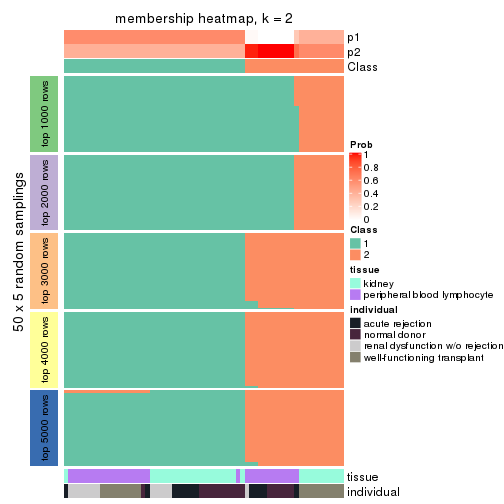 membership heatmap, k = 2
p1
p2
Class
50 x 5 random samplings
top 1000 rows
top 2000 rows
top 3000 rows
top 4000 rows
top 5000 rows
Prob
1
0.8
0.6
0.4
0.2
0
Class
1
2
tissue
kidney
peripheral blood lymphocyte
individual
acute rejection
normal donor
renal dysfunction w/o rejection
well-functioning transplant
tissue
individual